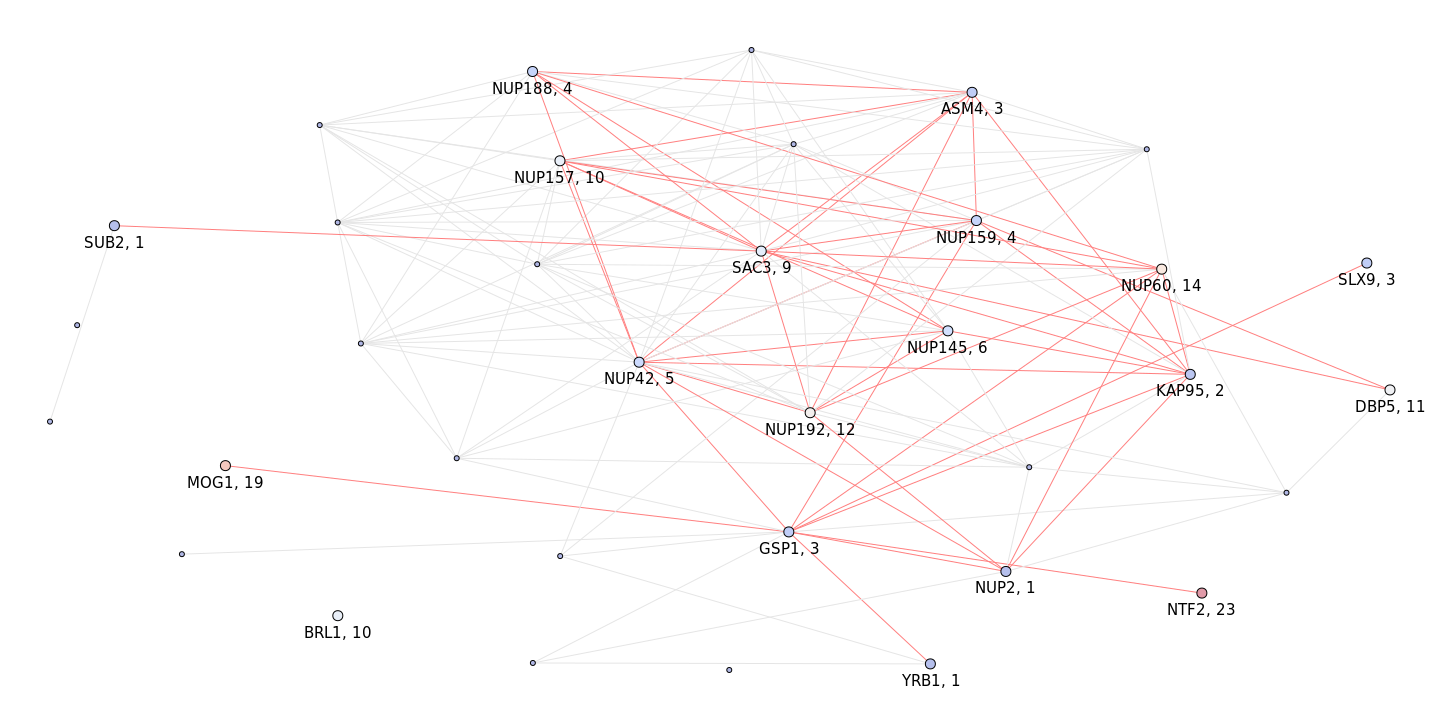 NUP188, 4
ASM4, 3
NUP157, 10
SUB2, 1
NUP159, 4
SAC3, 9
NUP60, 14
SLX9, 3
NUP145, 6
NUP42, 5
KAP95, 2
DBP5, 11
NUP192, 12
MOG1, 19
GSP1, 3
NUP2, 1
NTF2, 23
BRL1, 10
YRB1, 1